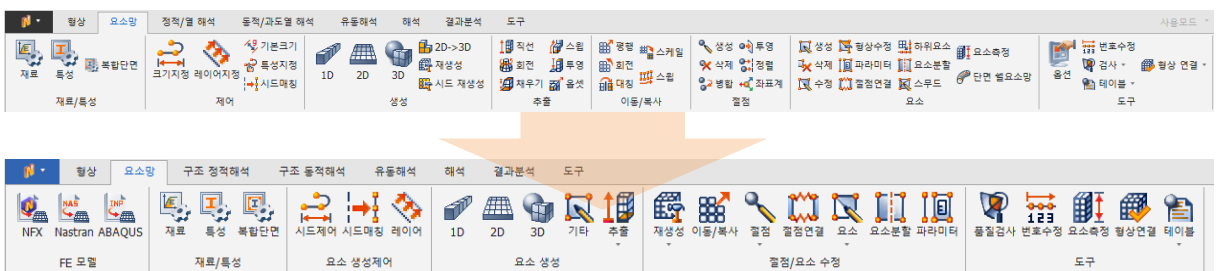 형상 요소망 정적/열 해석 동적/과도열 해석 유동해석 해석 결과분석 도구 사용모드
재료 특성 복합단면
재료/특성
크기지정 레이어지정 기본크기 특성지정 시드매칭
제어
1D 2D 3D 2D->3D 재생성 시드 재생성
생성
직선 스윕 회전 투영 채우기 옵셋
추출
평행 스케일 회전 대칭 스윕
이동/복사
생성 투영 삭제 정렬 병합 좌표계
절점
생성 형상수정 하위요소 요소측정 삭제 파라미터 요소분할 단면 쉘요소망 수정 절점연결 스무드
요소
옵션 번호수정 검사 형상 연결 테이블
도구
형상 요소망 구조 정적해석 구조 동적해석 유동해석 해석 결과분석 도구
NAS INP
NFX Nastran ABAQUS
FE 모델
재료 특성 복합단면
재료/특성
시드제어 시드매칭 레이어
요소 생성제어
1D 2D 3D 기타 추출
요소 생성
재생성 이동/복사 절점 절점연결 요소 요소분할 파라미터
절점/요소 수정
123
품질검사 번호수정 요소측정 형상연결 테이블
도구